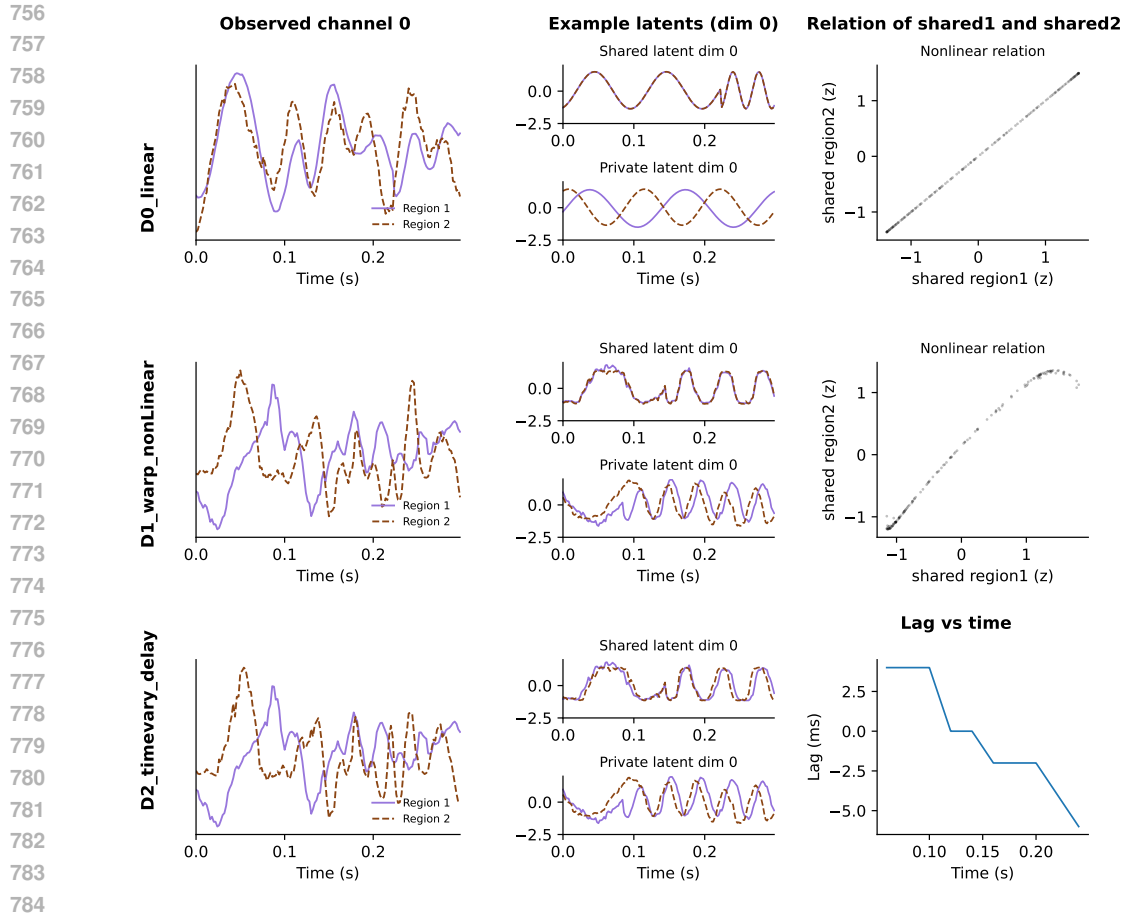 756
757
758
759
760
761
762
763
764
765
766
767
768
769
770
771
772
773
774
775
776
777
778
779
780
781
782
783
784
Observed channel 0
Example latents (dim 0)
Relation of shared1 and shared2
D0_linear
0.0 0.1 0.2
Time (s)
Region 1
Region 2
Shared latent dim 0
0.0
−2.5
0.0 0.1 0.2
Private latent dim 0
0.0
−2.5
0.0 0.1 0.2
Time (s)
Nonlinear relation
shared region2 (z)
1
0
−1
−1 0 1
shared region1 (z)
D1_warp_nonLinear
0.0 0.1 0.2
Time (s)
Region 1
Region 2
Shared latent dim 0
0.0
−2.5
0.0 0.1 0.2
Private latent dim 0
0.0
−2.5
0.0 0.1 0.2
Time (s)
Nonlinear relation
shared region2 (z)
1
0
−1
−1 0 1
shared region1 (z)
D2_timevary_delay
0.0 0.1 0.2
Time (s)
Region 1
Region 2
Shared latent dim 0
0.0
−2.5
0.0 0.1 0.2
Private latent dim 0
0.0
−2.5
0.0 0.1 0.2
Time (s)
Lag vs time
Lag (ms)
2.5
0.0
−2.5
−5.0
0.10 0.15 0.20
Time (s)